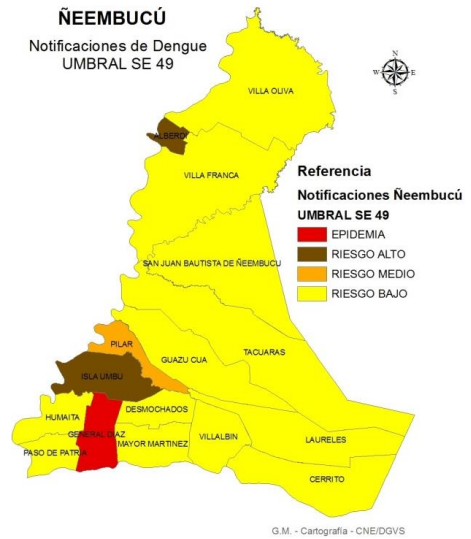 ÑEEMBUCÚ
Notificaciones de Dengue
UMBRAL SE 49
N
W
E
S
VILLA OLIVA
ALBERDI
VILLA FRANCA
Referencia
Notificaciones Ñeembucú
UMBRAL SE 49
EPIDEMIA
RIESGO ALTO
RIESGO MEDIO
RIESGO BAJO
SAN JUAN BAUTISTA DE ÑEEMBUCU
PILAR
GUAZU CUA
TACUARAS
ISLA UMBU
DESMOCHADOS
HUMAITA
GENERAL DIAZ
MAYOR MARTINEZ
VILLALBIN
LAURELES
PASO DE PATRIA
CERRITO
G.M. - Cartografía - CNE/DGVS